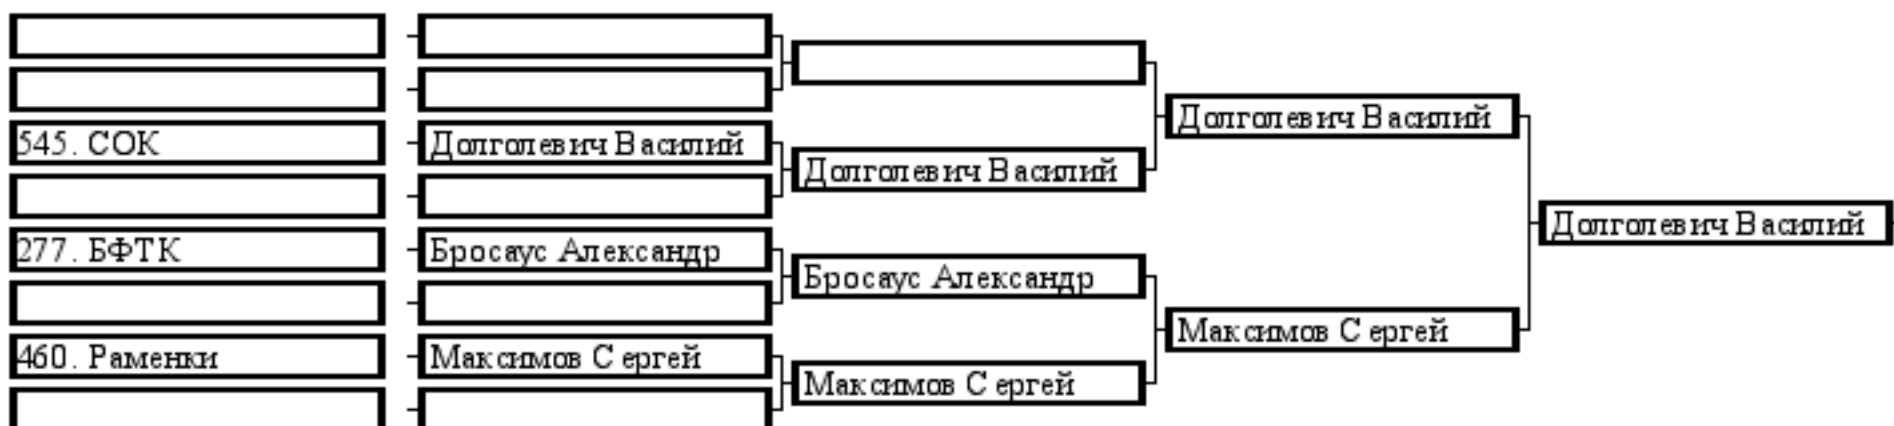 Долголевич Василий
545. СОК Долголевич Василий
Долголевич Василий
Долголевич Василий
277. БФТК Бросаус Александр
Бросаус Александр
Максимов Сергей
460. Раменки Максимов Сергей
Максимов Сергей